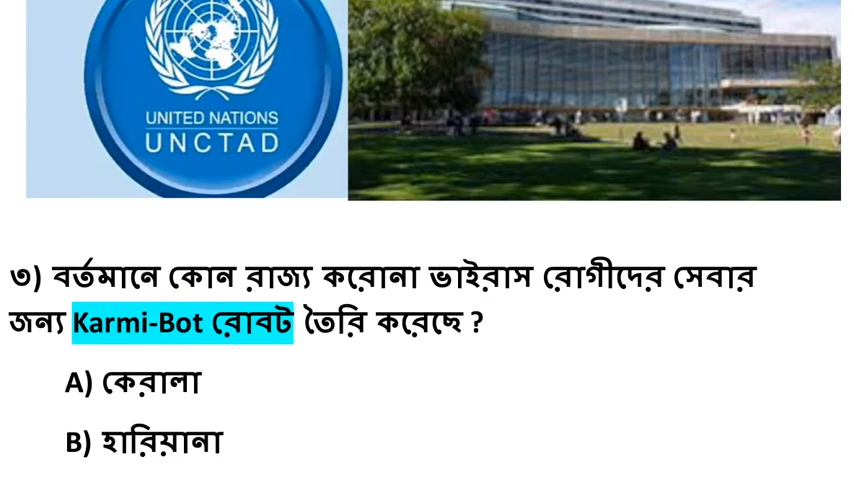 UNITED NATIONS
UNCTAD
৩) বর্তমানে কোন রাজ্য করোনা ভাইরাস রোগীদের সেবার
জন্য Karmi-Bot রোবট তৈরি করেছে ?
A) কেরালা
B) হারিয়ানা